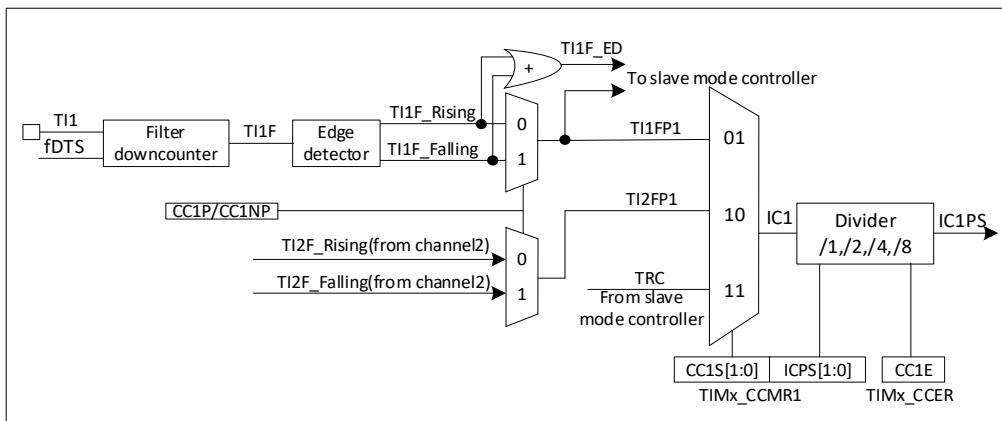 TI1F_ED
+
To slave mode controller
TI1F_Rising
TI1
fDTS
Filter
downcounter
TI1F
Edge
detector
TI1F_Falling
0
1
TI1FP1
01
CC1P/CC1NP
TI2FP1
10
IC1
Divider
/1,/2,/4,/8
IC1PS
TI2F_Rising(from channel2)
0
TI2F_Falling(from channel2)
1
TRC
From slave
mode controller
11
CC1S[1:0]
ICPS[1:0]
CC1E
TIMx_CCMR1
TIMx_CCER